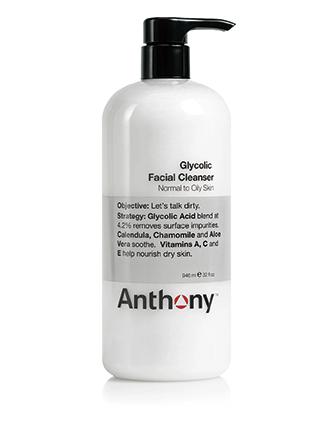 Glycolic
Facial Cleanser
Normal to Oily Skin
Objective: Let's talk dirty.
Strategy: Glycolic Acid blend at
4.2% removes surface impurities.
Calendula, Chamomile and Aloe
Vera soothe. Vitamins A, C and
E help nourish dry skin.
946 ml ℮ 32 fl oz
Anthony™